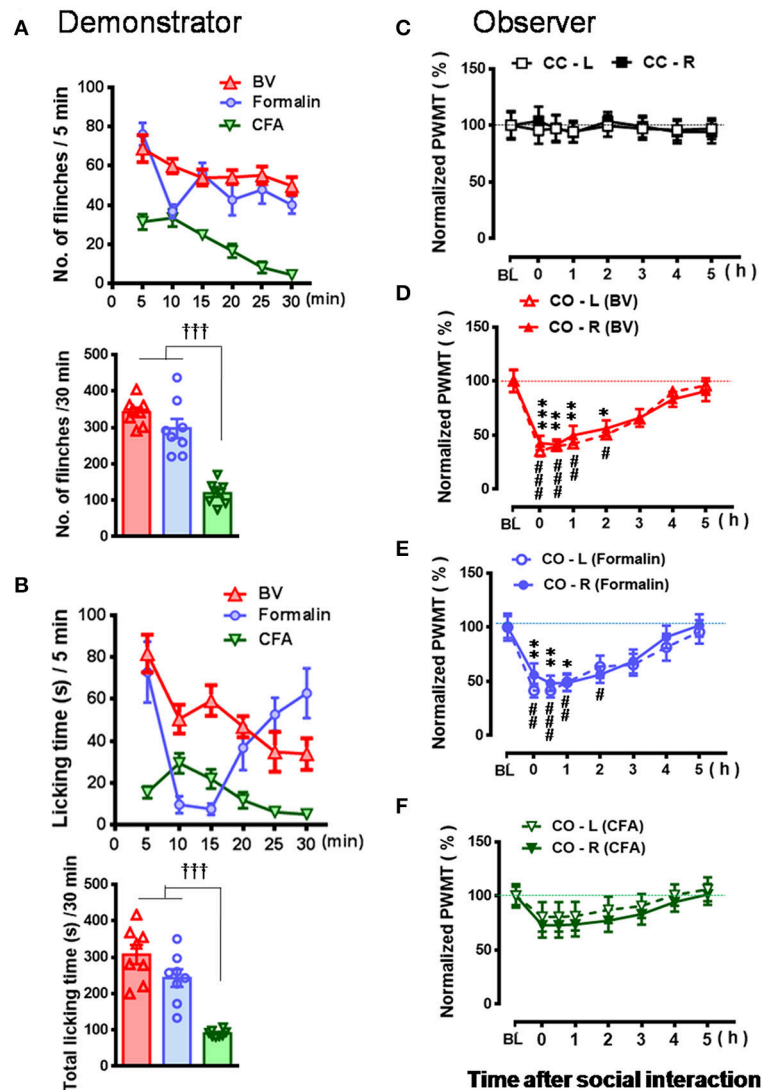 A Demonstrator
No. of flinches / 5 min
100
80
60
40
20
0
BV
Formalin
CFA
0 5 10 15 20 25 30 (min)
No. of flinches /30 min
500
400
300
200
100
0
†††
B
Licking time (s) / 5 min
100
80
60
40
20
0
BV
Formalin
CFA
0 5 10 15 20 25 30 (min)
Total licking time (s) /30 min
500
400
300
200
100
0
†††
Observer
C
Normalized PWMT ( % )
150
100
50
0
CC - L CC - R
BL 0 1 2 3 4 5 ( h )
D
Normalized PWMT ( % )
150
100
50
0
CO - L (BV)
CO - R (BV)
*** ** ** *
### ### ## #
BL 0 1 2 3 4 5 ( h )
E
Normalized PWMT ( % )
150
100
50
0
CO - L (Formalin)
CO - R (Formalin)
** ** *
## ### ## #
BL 0 1 2 3 4 5 ( h )
F
Normalized PWMT ( % )
150
100
50
0
CO - L (CFA)
CO - R (CFA)
BL 0 1 2 3 4 5 ( h )
Time after social interaction